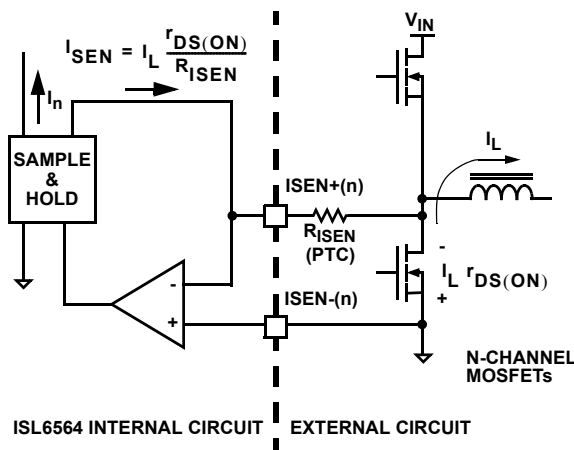 I_SEN = I_L r_DS(ON) / R_ISEN
V_IN
I_n
SAMPLE
&
HOLD
I_L
ISEN+(n)
R_ISEN
(PTC)
-
I_L r_DS(ON)
+
-
+
ISEN-(n)
N-CHANNEL
MOSFETs
ISL6564 INTERNAL CIRCUIT
EXTERNAL CIRCUIT